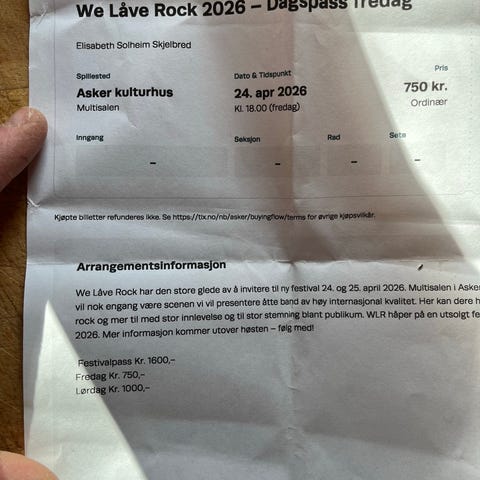 We Låve Rock 2026 – Dagspass fredag
Elisabeth Solheim Skjelbred
Spillested
Dato & Tidspunkt
Pris
Asker kulturhus
24. apr 2026
750 kr.
Multisalen
Kl. 18.00 (fredag)
Ordinær
Inngang
Seksjon
Rad
Sete
–
–
–
–
Kjøpte billetter refunderes ikke. Se https://tix.no/nb/asker/buyingflow/terms for øvrige kjøpsvilkår.
Arrangementsinformasjon
We Låve Rock har den store glede av å invitere til ny festival 24. og 25. april 2026. Multisalen i Asker
vil nok engang være scenen vi vil presentere åtte band av høy internasjonal kvalitet. Her kan dere h
rock og mer til med stor innlevelse og til stor stemning blant publikum. WLR håper på en utsolgt fe
2026. Mer informasjon kommer utover høsten – følg med!
Festivalpass Kr. 1600,-
Fredag Kr. 750,-
Lørdag Kr. 1000,-